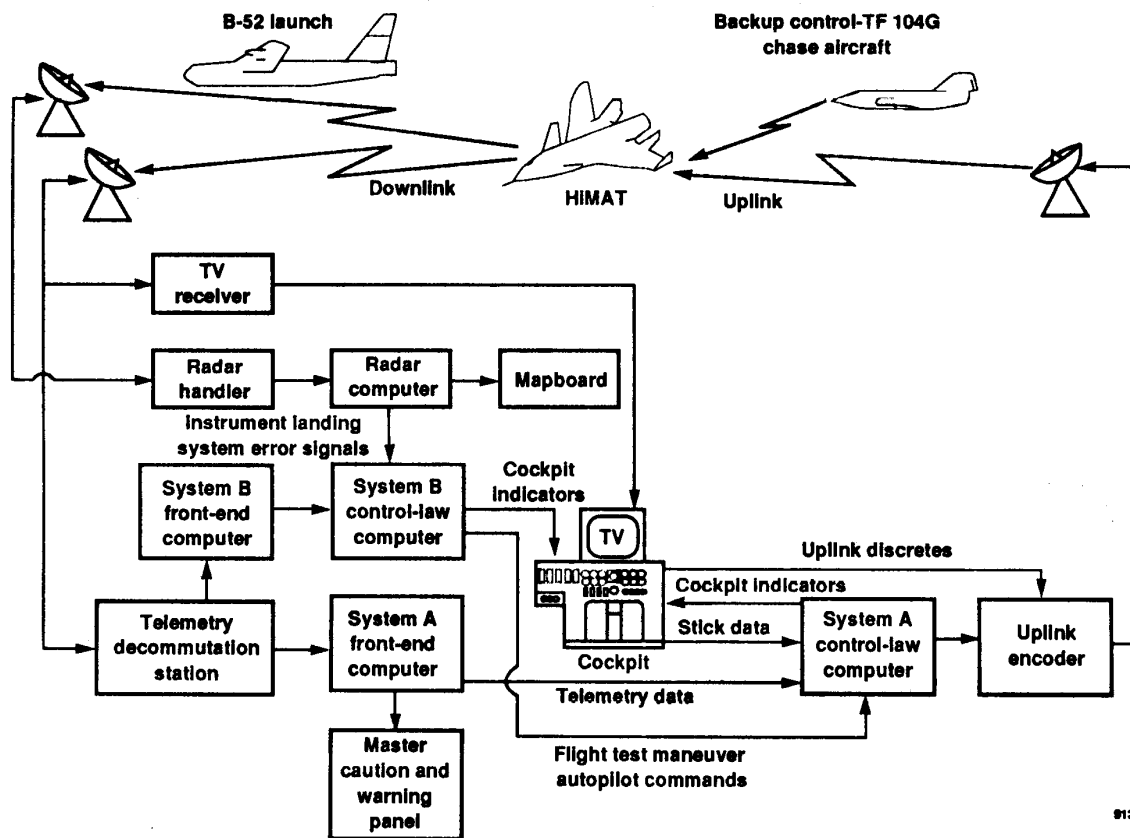 B-52 launch
Backup control-TF 104G
chase aircraft
Downlink
HiMAT
Uplink
TV
receiver
Radar
handler
Radar
computer
Mapboard
Instrument landing
system error signals
System B
front-end
computer
System B
control-law
computer
Cockpit
indicators
TV
Uplink discretes
Cockpit indicators
Telemetry
decommutation
station
System A
front-end
computer
Stick data
Cockpit
System A
control-law
computer
Uplink
encoder
Telemetry data
Master
caution and
warning
panel
Flight test maneuver
autopilot commands
913